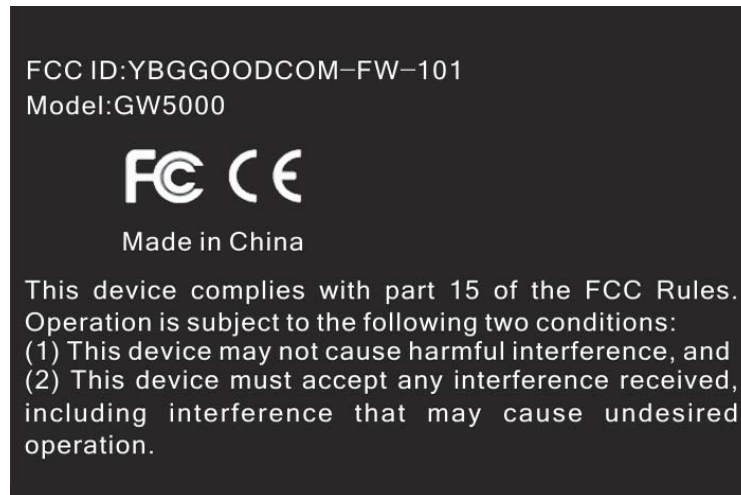 FCC ID:YBGGOODCOM-FW-101
Model:GW5000
FC CE
Made in China
This device complies with part 15 of the FCC Rules.
Operation is subject to the following two conditions:
(1) This device may not cause harmful interference, and
(2) This device must accept any interference received,
including interference that may cause undesired
operation.